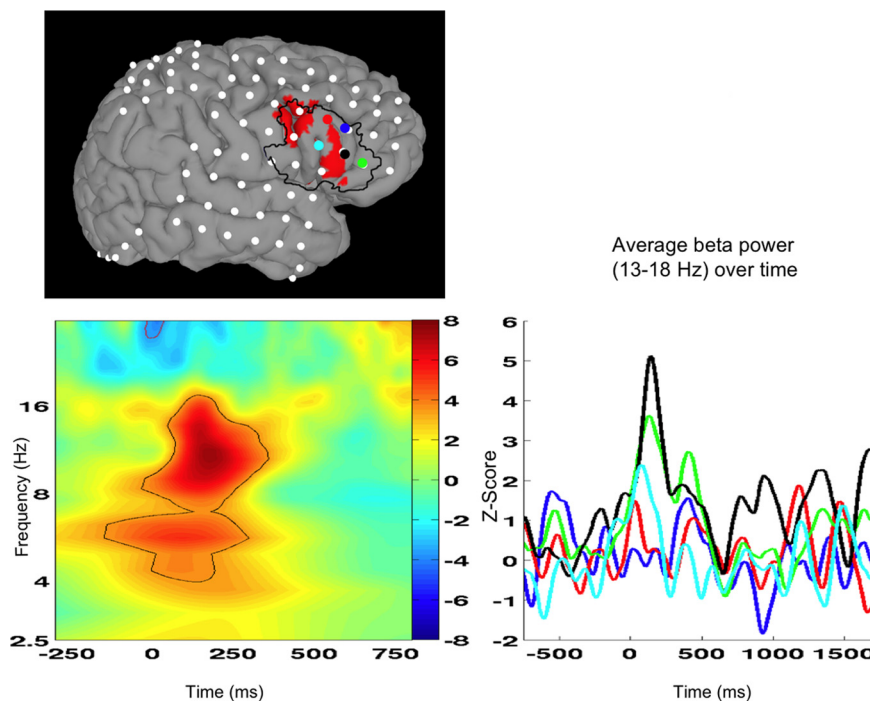 Average beta power
(13-18 Hz) over time
8
6
4
2
0
-2
-4
-6
-8
16
8
4
2.5
Frequency (Hz)
-250 0 250 500 750
Time (ms)
6
5
4
3
2
1
0
-1
-2
Z-Score
-500 0 500 1000 1500
Time (ms)